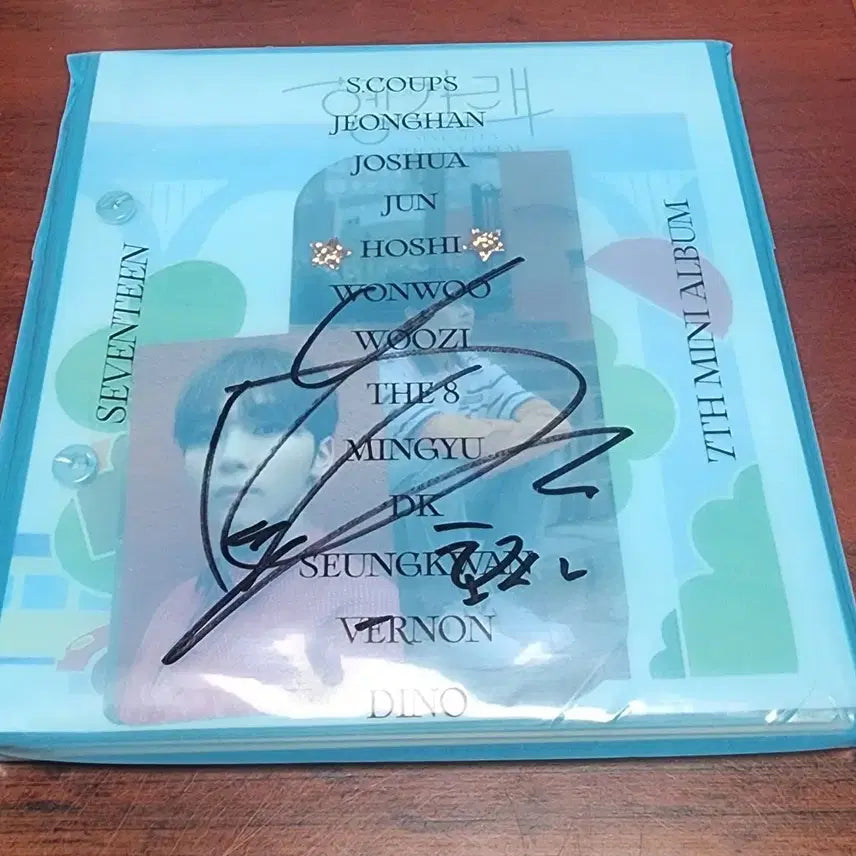 S.COUPS
JEONGHAN
JOSHUA
JUN
HOSHI
WONWOO
WOOZI
THE 8
MINGYU
DK
SEUNGKWAN
VERNON
DINO
SEVENTEEN
7TH MINI ALBUM